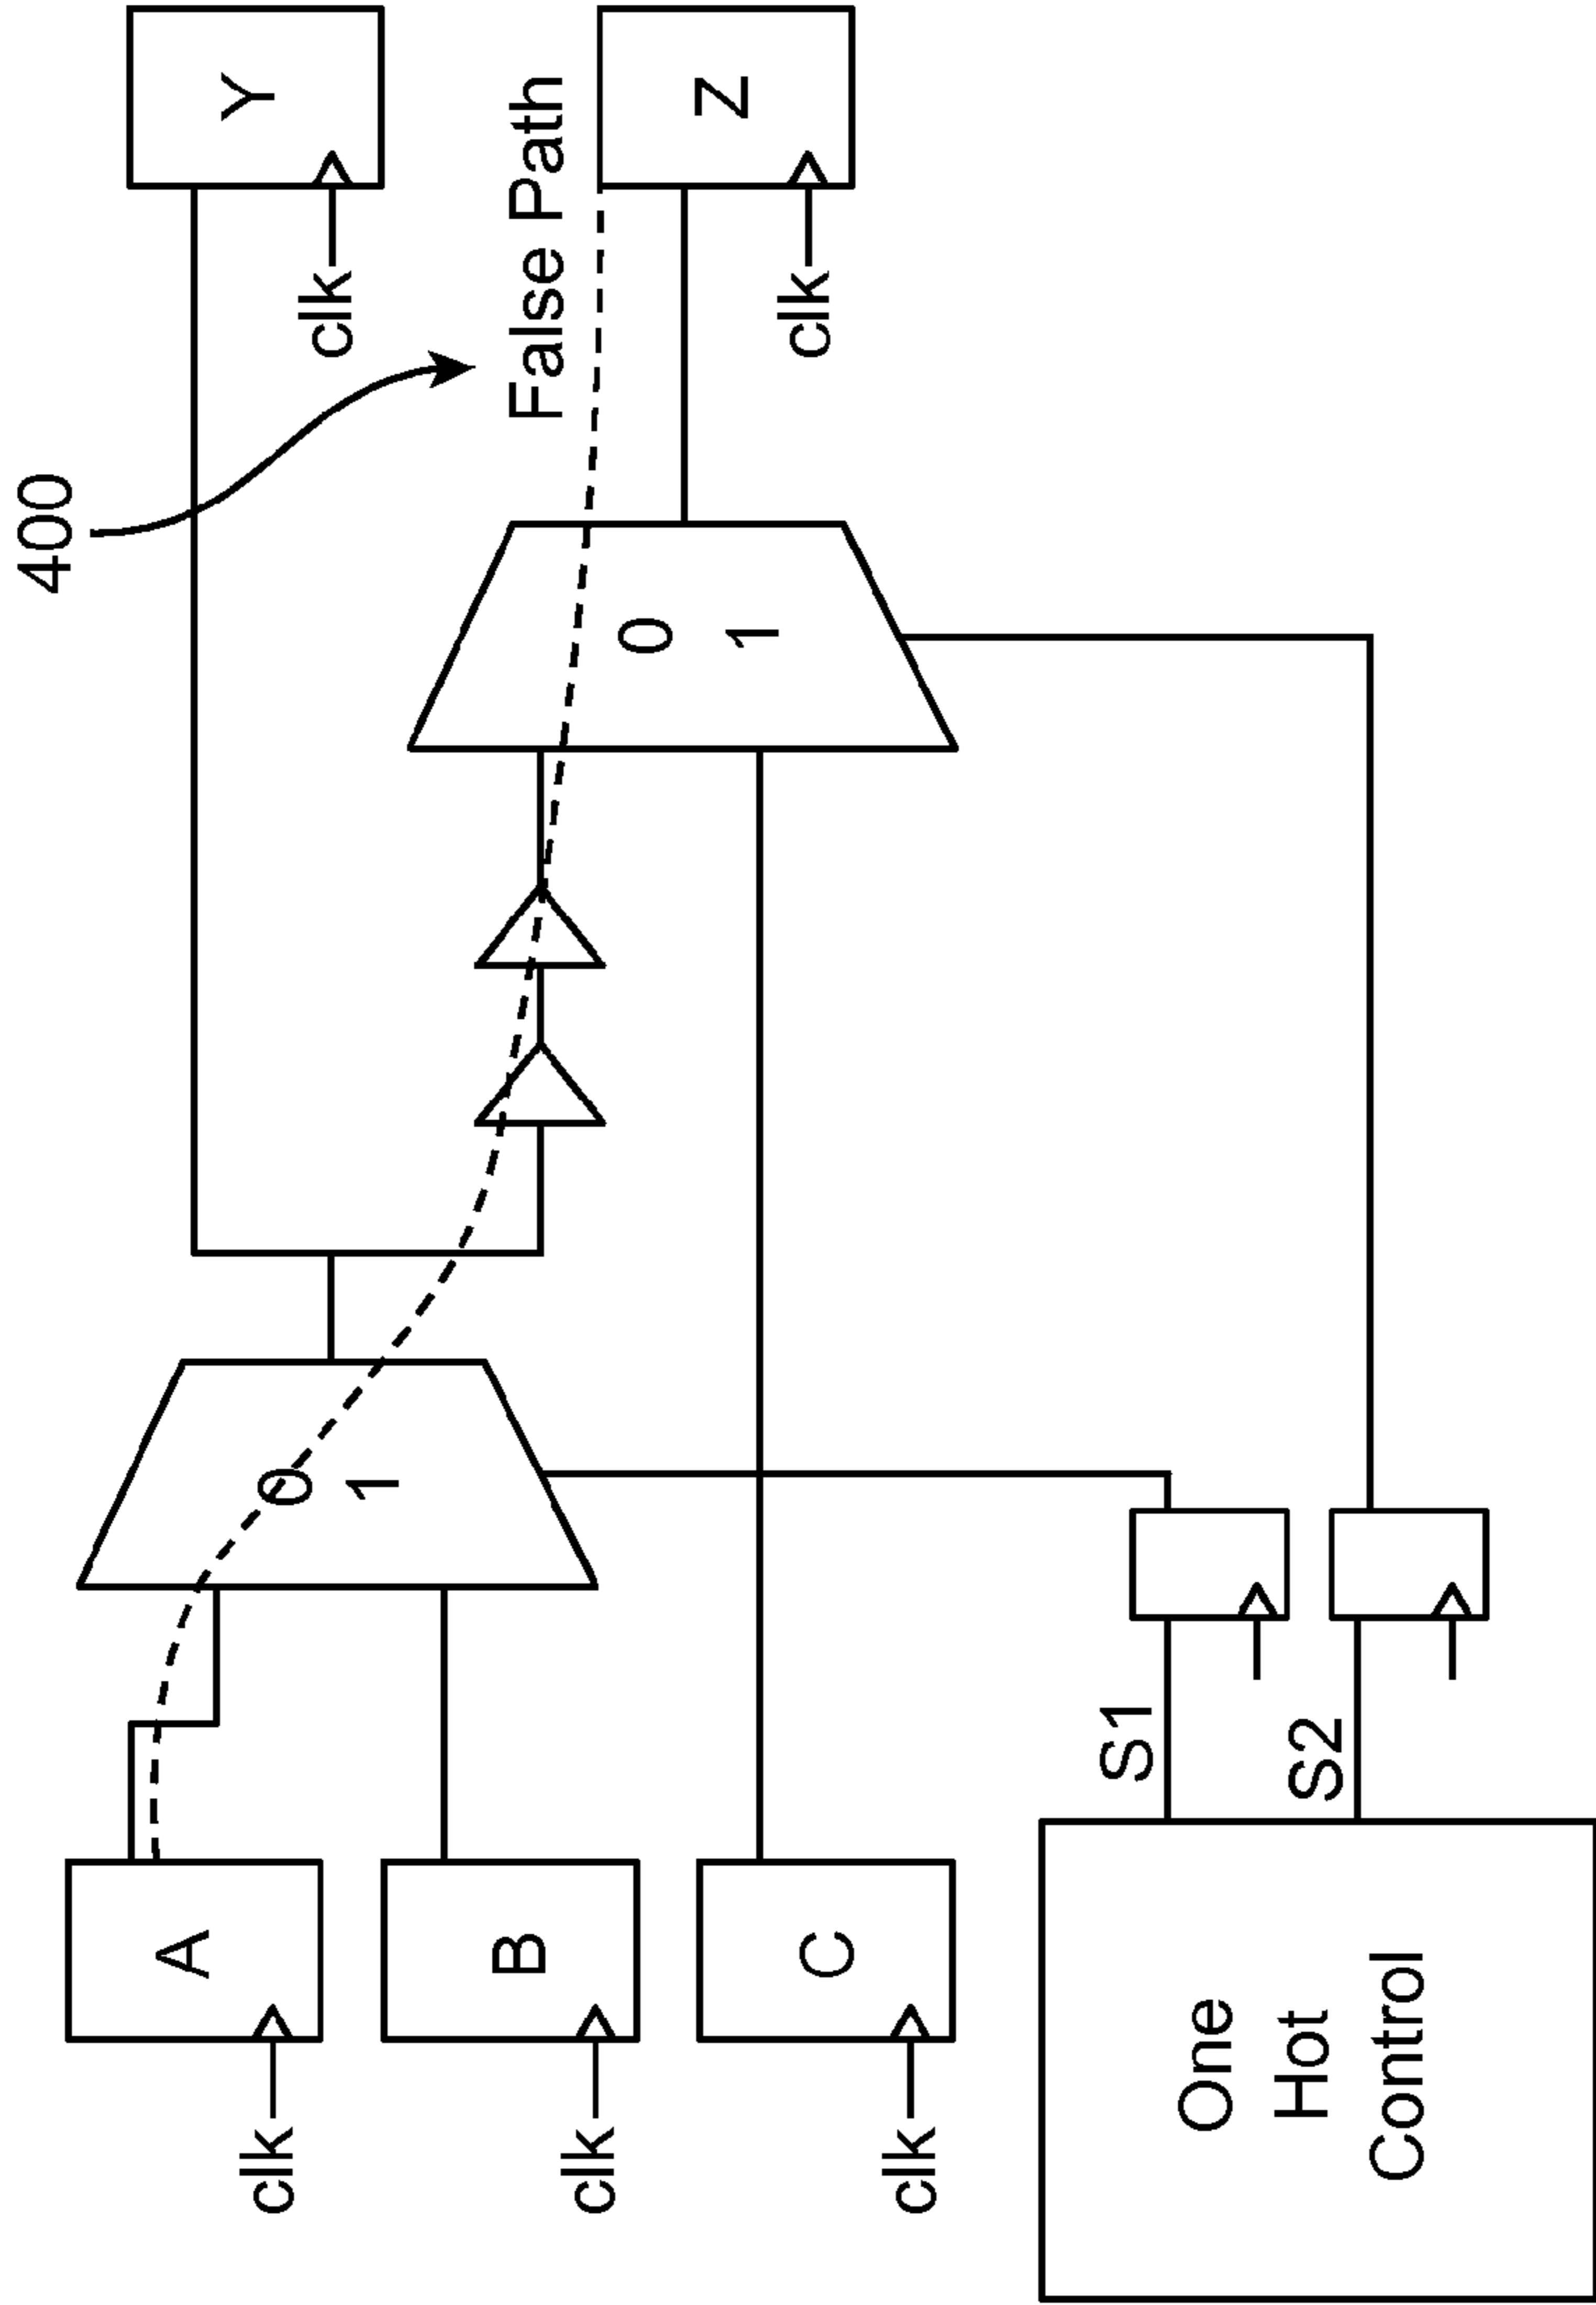 400
Y
clk
False Path
Z
clk
0
1
0
1
A
clk
B
clk
C
clk
S1
S2
One
Hot
Control